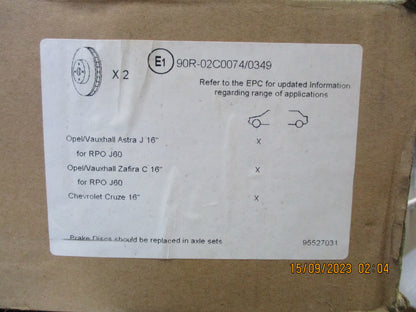 X 2
E1 90R-02C0074/0349
Refer to the EPC for updated Information
regarding range of applications
Opel/Vauxhall Astra J 16" X
for RPO J60
Opel/Vauxhall Zafira C 16" X
for RPO J60
Chevrolet Cruze 16" X
Brake Discs should be replaced in axle sets 95527031
15/09/2023 02:04